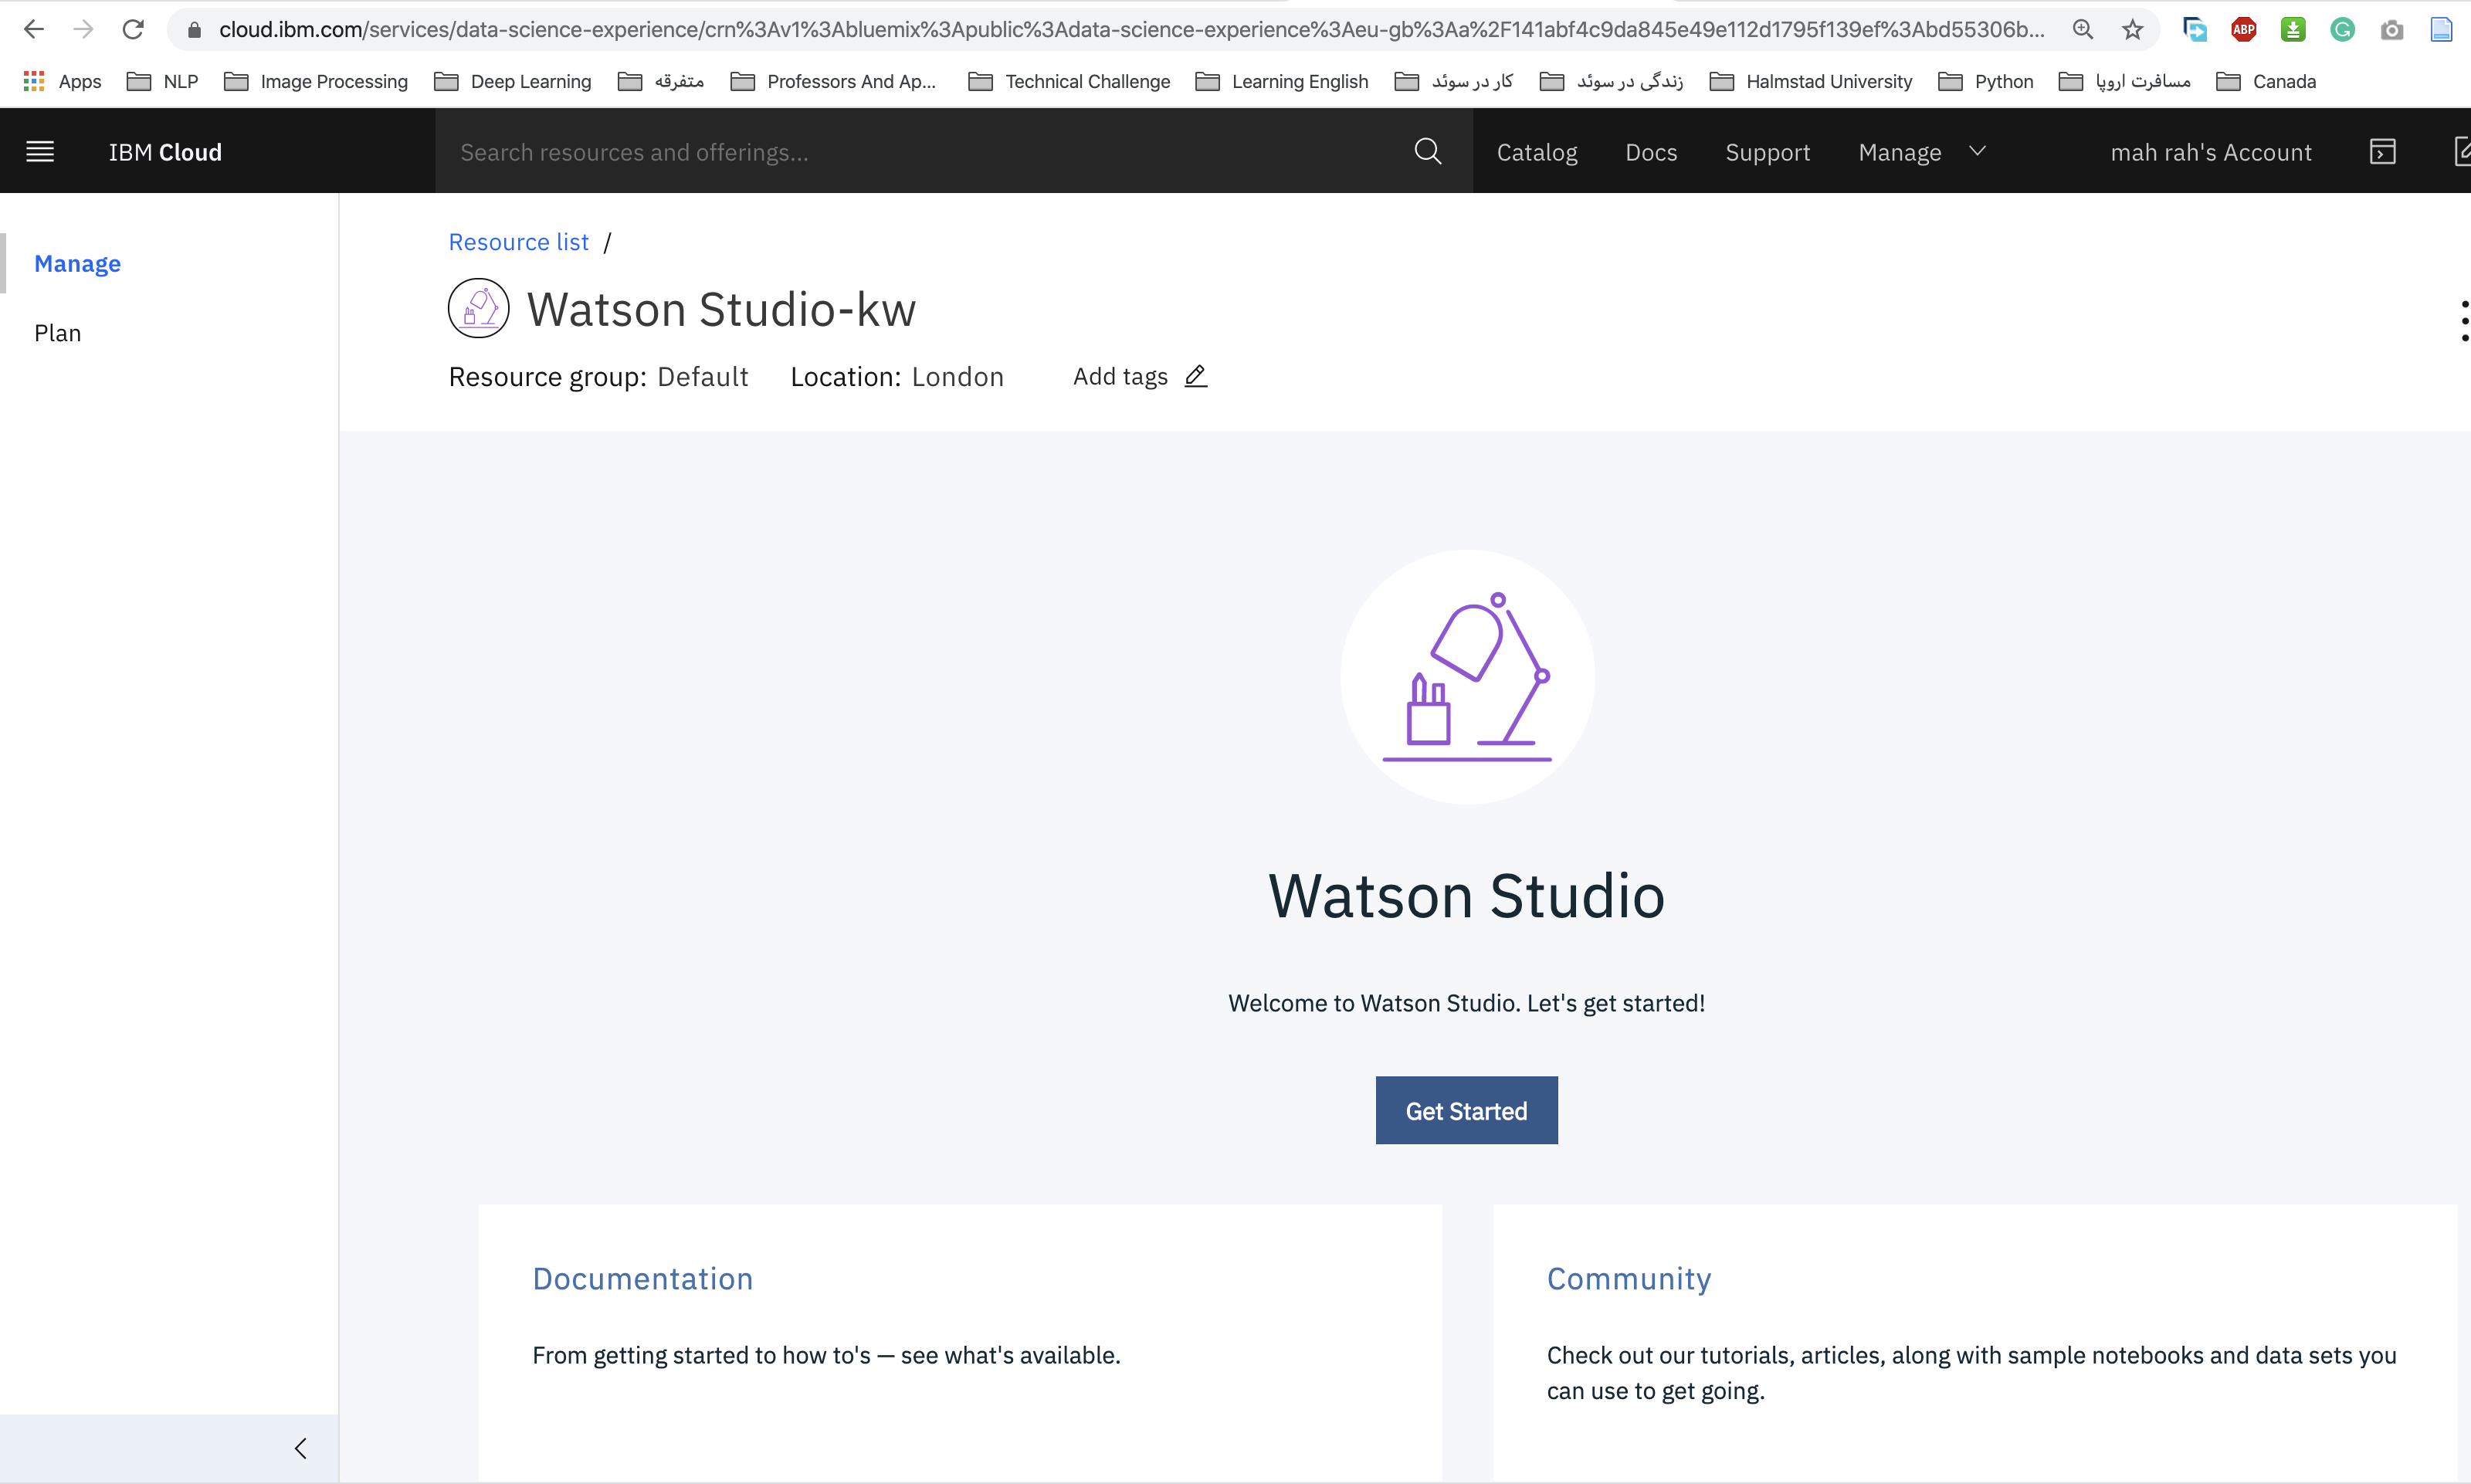 cloud.ibm.com/services/data-science-experience/crn%3Av1%3Abluemix%3Apublic%3Adata-science-experience%3Aeu-gb%3Aa%2F141abf4c9da845e49e112d1795f139ef%3Abd55306b...
ABP
Apps NLP Image Processing Deep Learning متفرقه Professors And Ap... Technical Challenge Learning English کار در سوئد زندگی در سوئد Halmstad University Python مسافرت اروپا Canada
IBM Cloud Search resources and offerings... Catalog Docs Support Manage mah rah's Account
Manage
Plan
Resource list /
Watson Studio-kw
Resource group: Default Location: London Add tags
Watson Studio
Welcome to Watson Studio. Let's get started!
Get Started
Documentation
From getting started to how to's — see what's available.
Community
Check out our tutorials, articles, along with sample notebooks and data sets you
can use to get going.